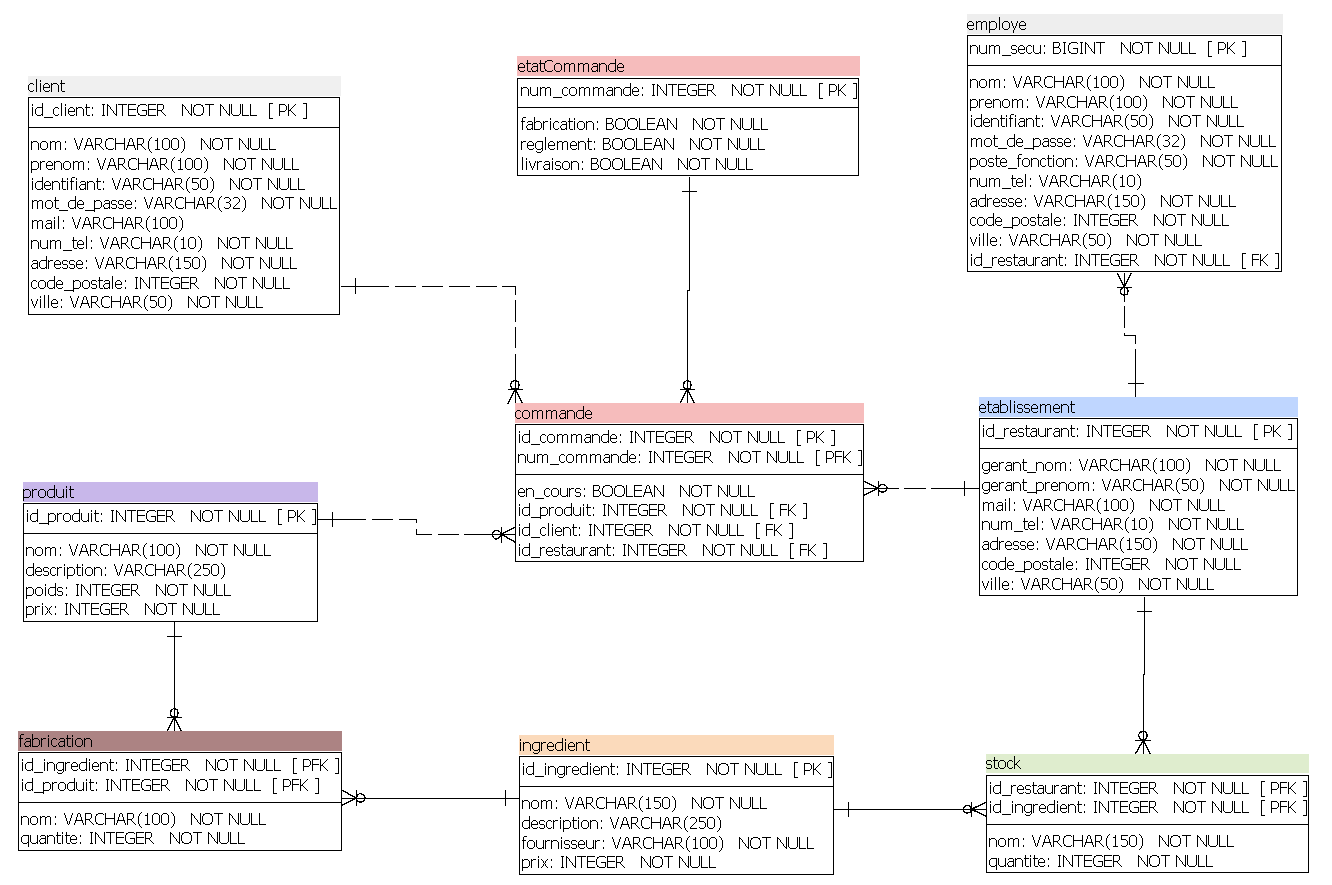 client
id_client: INTEGER NOT NULL [ PK ]
nom: VARCHAR(100) NOT NULL
prenom: VARCHAR(100) NOT NULL
identifiant: VARCHAR(50) NOT NULL
mot_de_passe: VARCHAR(32) NOT NULL
mail: VARCHAR(100)
num_tel: VARCHAR(10) NOT NULL
adresse: VARCHAR(150) NOT NULL
code_postale: INTEGER NOT NULL
ville: VARCHAR(50) NOT NULL
etatCommande
num_commande: INTEGER NOT NULL [ PK ]
fabrication: BOOLEAN NOT NULL
reglement: BOOLEAN NOT NULL
livraison: BOOLEAN NOT NULL
employe
num_secu: BIGINT NOT NULL [ PK ]
nom: VARCHAR(100) NOT NULL
prenom: VARCHAR(100) NOT NULL
identifiant: VARCHAR(50) NOT NULL
mot_de_passe: VARCHAR(32) NOT NULL
poste_fonction: VARCHAR(50) NOT NULL
num_tel: VARCHAR(10)
adresse: VARCHAR(150) NOT NULL
code_postale: INTEGER NOT NULL
ville: VARCHAR(50) NOT NULL
id_restaurant: INTEGER NOT NULL [ FK ]
commande
id_commande: INTEGER NOT NULL [ PK ]
num_commande: INTEGER NOT NULL [ PFK ]
en_cours: BOOLEAN NOT NULL
id_produit: INTEGER NOT NULL [ FK ]
id_client: INTEGER NOT NULL [ FK ]
id_restaurant: INTEGER NOT NULL [ FK ]
etablissement
id_restaurant: INTEGER NOT NULL [ PK ]
gerant_nom: VARCHAR(100) NOT NULL
gerant_prenom: VARCHAR(50) NOT NULL
mail: VARCHAR(100) NOT NULL
num_tel: VARCHAR(10) NOT NULL
adresse: VARCHAR(150) NOT NULL
code_postale: INTEGER NOT NULL
ville: VARCHAR(50) NOT NULL
produit
id_produit: INTEGER NOT NULL [ PK ]
nom: VARCHAR(100) NOT NULL
description: VARCHAR(250)
poids: INTEGER NOT NULL
prix: INTEGER NOT NULL
fabrication
id_ingredient: INTEGER NOT NULL [ PFK ]
id_produit: INTEGER NOT NULL [ PFK ]
nom: VARCHAR(100) NOT NULL
quantite: INTEGER NOT NULL
ingredient
id_ingredient: INTEGER NOT NULL [ PK ]
nom: VARCHAR(150) NOT NULL
description: VARCHAR(250)
fournisseur: VARCHAR(100) NOT NULL
prix: INTEGER NOT NULL
stock
id_restaurant: INTEGER NOT NULL [ PFK ]
id_ingredient: INTEGER NOT NULL [ PFK ]
nom: VARCHAR(150) NOT NULL
quantite: INTEGER NOT NULL